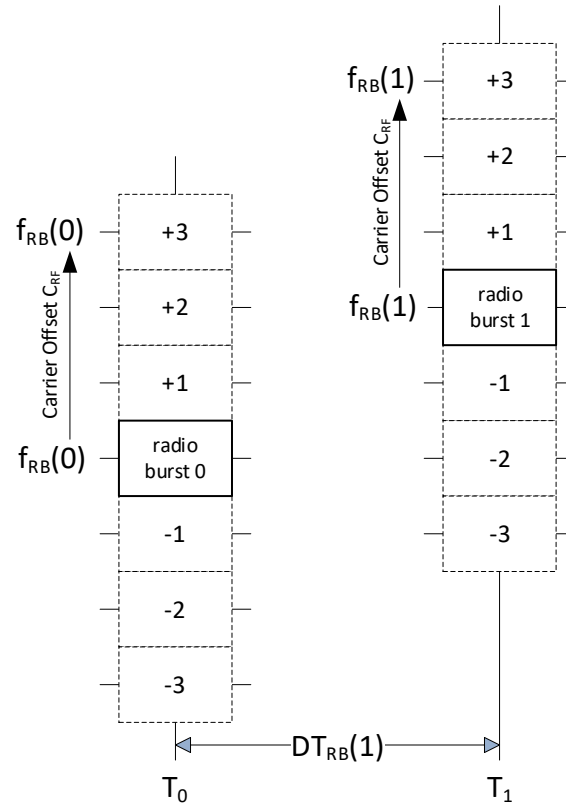 f_RB(0)
Carrier Offset C_RF
f_RB(0)
+3
+2
+1
radio
burst 0
-1
-2
-3
f_RB(1)
Carrier Offset C_RF
f_RB(1)
+3
+2
+1
radio
burst 1
-1
-2
-3
DT_RB(1)
T_0
T_1